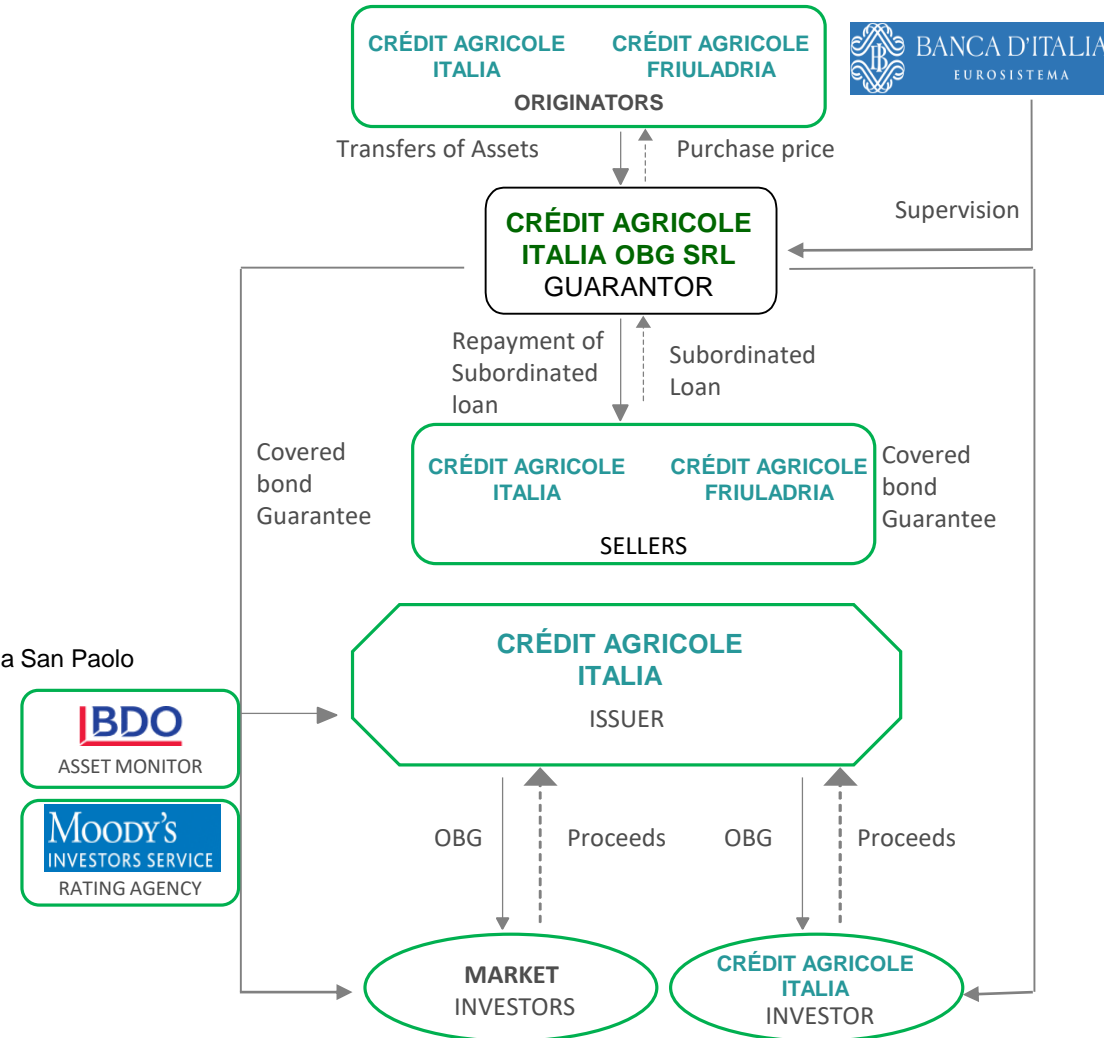 CRÉDIT AGRICOLE
ITALIA
CRÉDIT AGRICOLE
FRIULADRIA
ORIGINATORS
BANCA D'ITALIA
EUROSISTEMA
Transfers of Assets
Purchase price
Supervision
CRÉDIT AGRICOLE
ITALIA OBG SRL
GUARANTOR
Repayment of
Subordinated
loan
Subordinated
Loan
Covered
bond
Guarantee
CRÉDIT AGRICOLE
ITALIA
CRÉDIT AGRICOLE
FRIULADRIA
SELLERS
Covered
bond
Guarantee
a San Paolo
CRÉDIT AGRICOLE
ITALIA
ISSUER
BDO
ASSET MONITOR
MOODY'S
INVESTORS SERVICE
RATING AGENCY
OBG
Proceeds
OBG
Proceeds
MARKET
INVESTORS
CRÉDIT AGRICOLE
ITALIA
INVESTOR